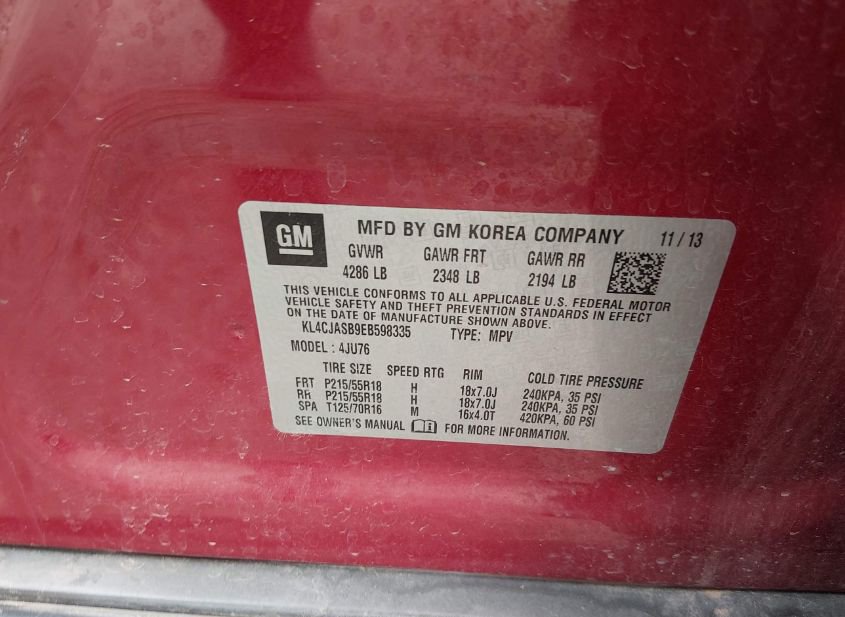 GM
MFD BY GM KOREA COMPANY 11 / 13
GVWR GAWR FRT GAWR RR
4286 LB 2348 LB 2194 LB
THIS VEHICLE CONFORMS TO ALL APPLICABLE U.S. FEDERAL MOTOR
VEHICLE SAFETY AND THEFT PREVENTION STANDARDS IN EFFECT
ON THE DATE OF MANUFACTURE SHOWN ABOVE.
KL4CJASB9EB598335 TYPE: MPV
MODEL : 4JU76
TIRE SIZE SPEED RTG RIM COLD TIRE PRESSURE
FRT P215/55R18 H 18x7.0J 240KPA, 35 PSI
RR P215/55R18 H 18x7.0J 240KPA, 35 PSI
SPA T125/70R16 M 16x4.0T 420KPA, 60 PSI
SEE OWNER'S MANUAL FOR MORE INFORMATION.